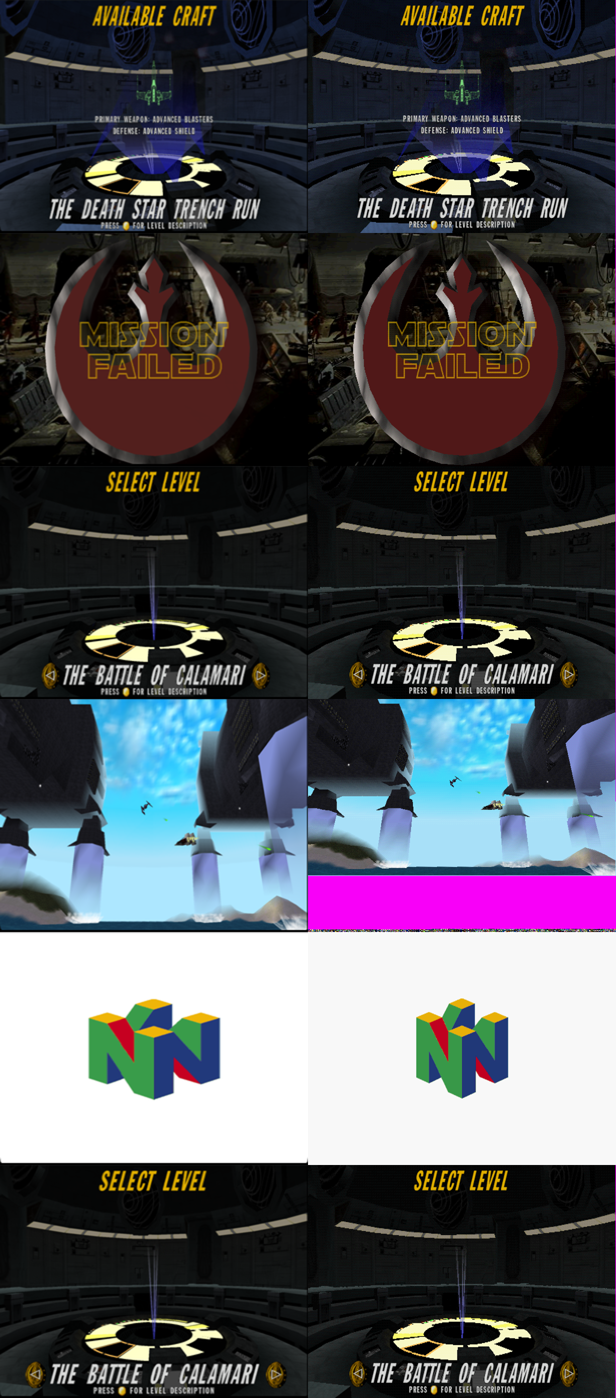 AVAILABLE CRAFT
PRIMARY WEAPON: ADVANCED BLASTERS
DEFENSE: ADVANCED SHIELD
THE DEATH STAR TRENCH RUN
PRESS FOR LEVEL DESCRIPTION
AVAILABLE CRAFT
PRIMARY WEAPON: ADVANCED BLASTERS
DEFENSE: ADVANCED SHIELD
THE DEATH STAR TRENCH RUN
PRESS FOR LEVEL DESCRIPTION
MISSION
FAILED
MISSION
FAILED
SELECT LEVEL
THE BATTLE OF CALAMARI
PRESS FOR LEVEL DESCRIPTION
SELECT LEVEL
THE BATTLE OF CALAMARI
PRESS FOR LEVEL DESCRIPTION
SELECT LEVEL
THE BATTLE OF CALAMARI
PRESS FOR LEVEL DESCRIPTION
SELECT LEVEL
THE BATTLE OF CALAMARI
PRESS FOR LEVEL DESCRIPTION